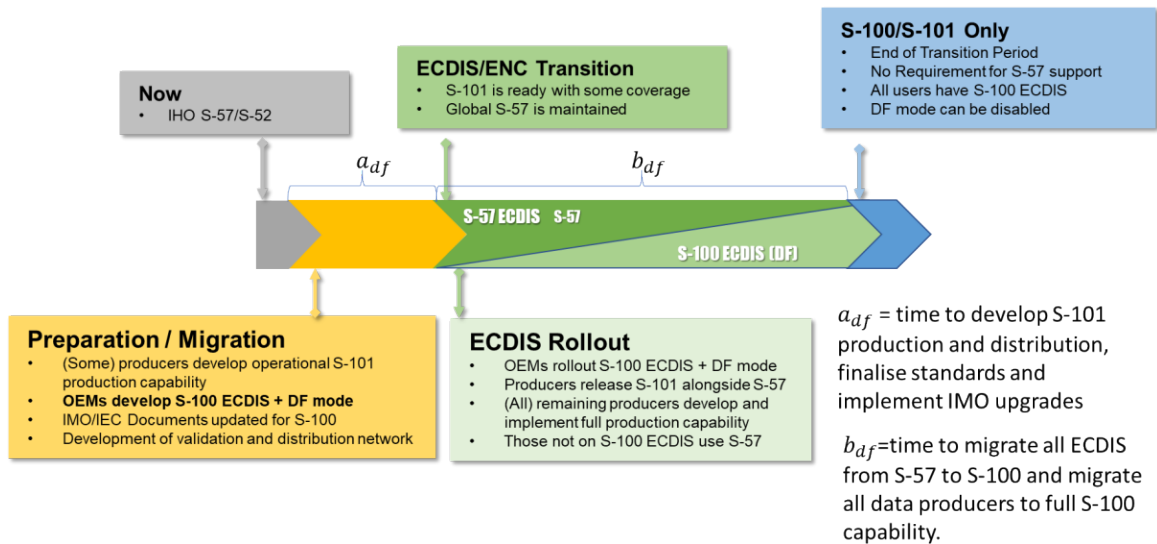 S-100/S-101 Only
• End of Transition Period
• No Requirement for S-57 support
• All users have S-100 ECDIS
• DF mode can be disabled
ECDIS/ENC Transition
• S-101 is ready with some coverage
• Global S-57 is maintained
Now
• IHO S-57/S-52
a_df
b_df
S-57 ECDIS S-57
S-100 ECDIS (DF)
Preparation / Migration
• (Some) producers develop operational S-101
production capability
• OEMs develop S-100 ECDIS + DF mode
• IMO/IEC Documents updated for S-100
• Development of validation and distribution network
ECDIS Rollout
• OEMs rollout S-100 ECDIS + DF mode
• Producers release S-101 alongside S-57
• (All) remaining producers develop and
implement full production capability
• Those not on S-100 ECDIS use S-57
a_df = time to develop S-101
production and distribution,
finalise standards and
implement IMO upgrades
b_df=time to migrate all ECDIS
from S-57 to S-100 and migrate
all data producers to full S-100
capability.